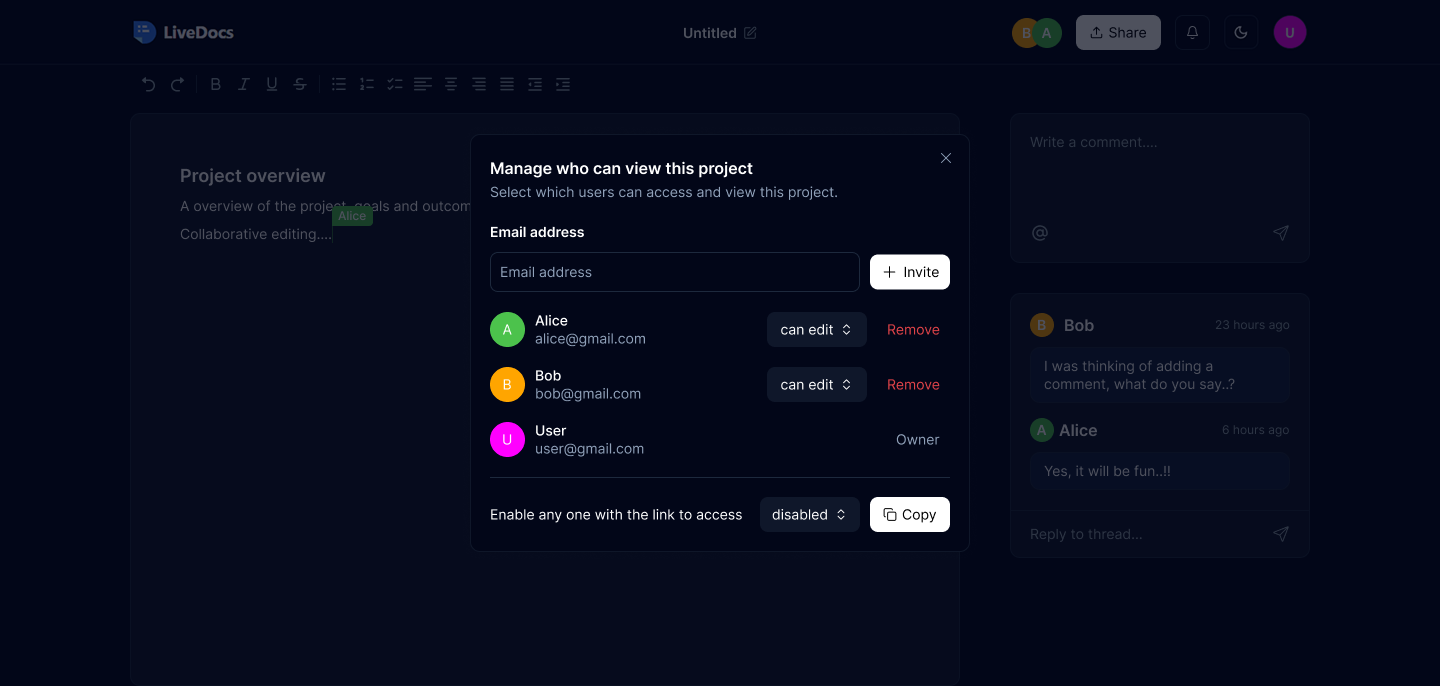 LiveDocs
Untitled
B A
Share
U
Project overview
A overview of the project, goals and outcom
Alice
Collaborative editing....
Manage who can view this project
Select which users can access and view this project.
Email address
Email address
Invite
A
Alice
alice@gmail.com
can edit
Remove
B
Bob
bob@gmail.com
can edit
Remove
U
User
user@gmail.com
Owner
Enable any one with the link to access
disabled
Copy
Write a comment....
@
B
Bob
23 hours ago
I was thinking of adding a
comment, what do you say..?
A
Alice
6 hours ago
Yes, it will be fun..!!
Reply to thread...